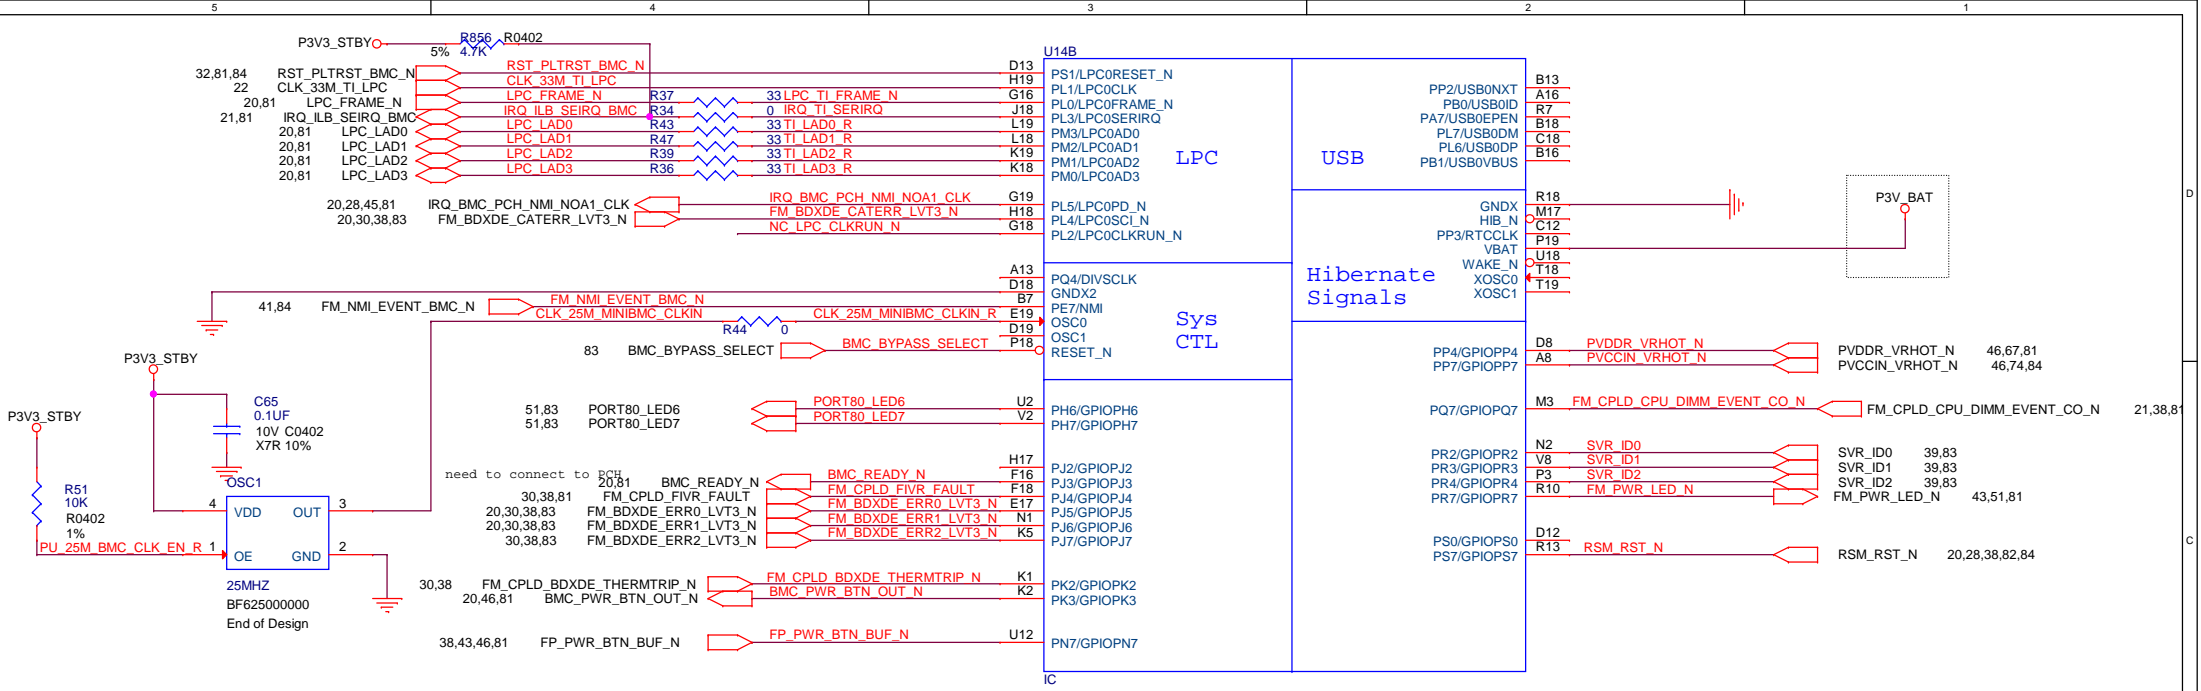 5 4 3 2 1
P3V3_STBY R856 R0402
5% 4.7K
U14B
32,81,84 RST_PLTRST_BMC_N RST_PLTRST_BMC_N D13 PS1/LPC0RESET_N
22 CLK_33M_TI_LPC CLK_33M_TI_LPC H19 PL1/LPC0CLK
20,81 LPC_FRAME_N LPC_FRAME_N R37 33 LPC_TI_FRAME_N G16 PL0/LPC0FRAME_N
21,81 IRQ_ILB_SEIRQ_BMC IRQ_ILB_SEIRQ_BMC R34 0 IRQ_TI_SERIRQ J18 PL3/LPC0SERIRQ
20,81 LPC_LAD0 LPC_LAD0 R43 33 TI_LAD0_R L19 PM3/LPC0AD0
20,81 LPC_LAD1 LPC_LAD1 R47 33 TI_LAD1_R L18 PM2/LPC0AD1
20,81 LPC_LAD2 LPC_LAD2 R39 33 TI_LAD2_R K19 PM1/LPC0AD2
20,81 LPC_LAD3 LPC_LAD3 R36 33 TI_LAD3_R K18 PM0/LPC0AD3
LPC
USB
PP2/USB0NXT B13
PB0/USB0ID A16
PA7/USB0EPEN R7
PL7/USB0DM B18
PL6/USB0DP C18
PB1/USB0VBUS B16
20,28,45,81 IRQ_BMC_PCH_NMI_NOA1_CLK IRQ_BMC_PCH_NMI_NOA1_CLK G19 PL5/LPC0PD_N
20,30,38,83 FM_BDXDE_CATERR_LVT3_N FM_BDXDE_CATERR_LVT3_N H18 PL4/LPC0SCI_N
NC_LPC_CLKRUN_N G18 PL2/LPC0CLKRUN_N
GNDX R18
HIB_N M17
PP3/RTCCLK C12
VBAT P19
WAKE_N U18
XOSC0 T18
XOSC1 T19
P3V_BAT
D
Hibernate
Signals
A13 PQ4/DIVSCLK
D18 GNDX2
41,84 FM_NMI_EVENT_BMC_N FM_NMI_EVENT_BMC_N B7 PE7/NMI
CLK_25M_MINIBMC_CLKIN R44 0 CLK_25M_MINIBMC_CLKIN_R E19 OSC0
D19 OSC1
83 BMC_BYPASS_SELECT BMC_BYPASS_SELECT P18 RESET_N
Sys
CTL
PP4/GPIOPP4 D8 PVDDR_VRHOT_N PVDDR_VRHOT_N 46,67,81
PP7/GPIOPP7 A8 PVCCIN_VRHOT_N PVCCIN_VRHOT_N 46,74,84
P3V3_STBY
C65
0.1UF
10V C0402
X7R 10%
P3V3_STBY
51,83 PORT80_LED6 PORT80_LED6 U2 PH6/GPIOPH6
51,83 PORT80_LED7 PORT80_LED7 V2 PH7/GPIOPH7
PQ7/GPIOQ7 M3 FM_CPLD_CPU_DIMM_EVENT_CO_N FM_CPLD_CPU_DIMM_EVENT_CO_N 21,38,81
PR2/GPIOPR2 N2 SVR_ID0 SVR_ID0 39,83
PR3/GPIOPR3 V8 SVR_ID1 SVR_ID1 39,83
PR4/GPIOPR4 P3 SVR_ID2 SVR_ID2 39,83
PR7/GPIOPR7 R10 FM_PWR_LED_N FM_PWR_LED_N 43,51,81
need to connect to PCH
H17 PJ2/GPIOPJ2
20,81 BMC_READY_N BMC_READY_N F16 PJ3/GPIOPJ3
30,38,81 FM_CPLD_FIVR_FAULT FM_CPLD_FIVR_FAULT F18 PJ4/GPIOPJ4
20,30,38,83 FM_BDXDE_ERR0_LVT3_N FM_BDXDE_ERR0_LVT3_N E17 PJ5/GPIOPJ5
20,30,38,83 FM_BDXDE_ERR1_LVT3_N FM_BDXDE_ERR1_LVT3_N N1 PJ6/GPIOPJ6
30,38,83 FM_BDXDE_ERR2_LVT3_N FM_BDXDE_ERR2_LVT3_N K5 PJ7/GPIOPJ7
PS0/GPIOPS0 D12
PS7/GPIOPS7 R13 RSM_RST_N RSM_RST_N 20,28,38,82,84
C
R51
10K
R0402
1%
OSC1
4 VDD OUT 3
PU_25M_BMC_CLK_EN_R 1 OE GND 2
25MHZ
BF625000000
End of Design
30,38 FM_CPLD_BDXDE_THERMTRIP_N FM_CPLD_BDXDE_THERMTRIP_N K1 PK2/GPIOPK2
20,46,81 BMC_PWR_BTN_OUT_N BMC_PWR_BTN_OUT_N K2 PK3/GPIOPK3
38,43,46,81 FP_PWR_BTN_BUF_N FP_PWR_BTN_BUF_N U12 PN7/GPIOPN7
IC